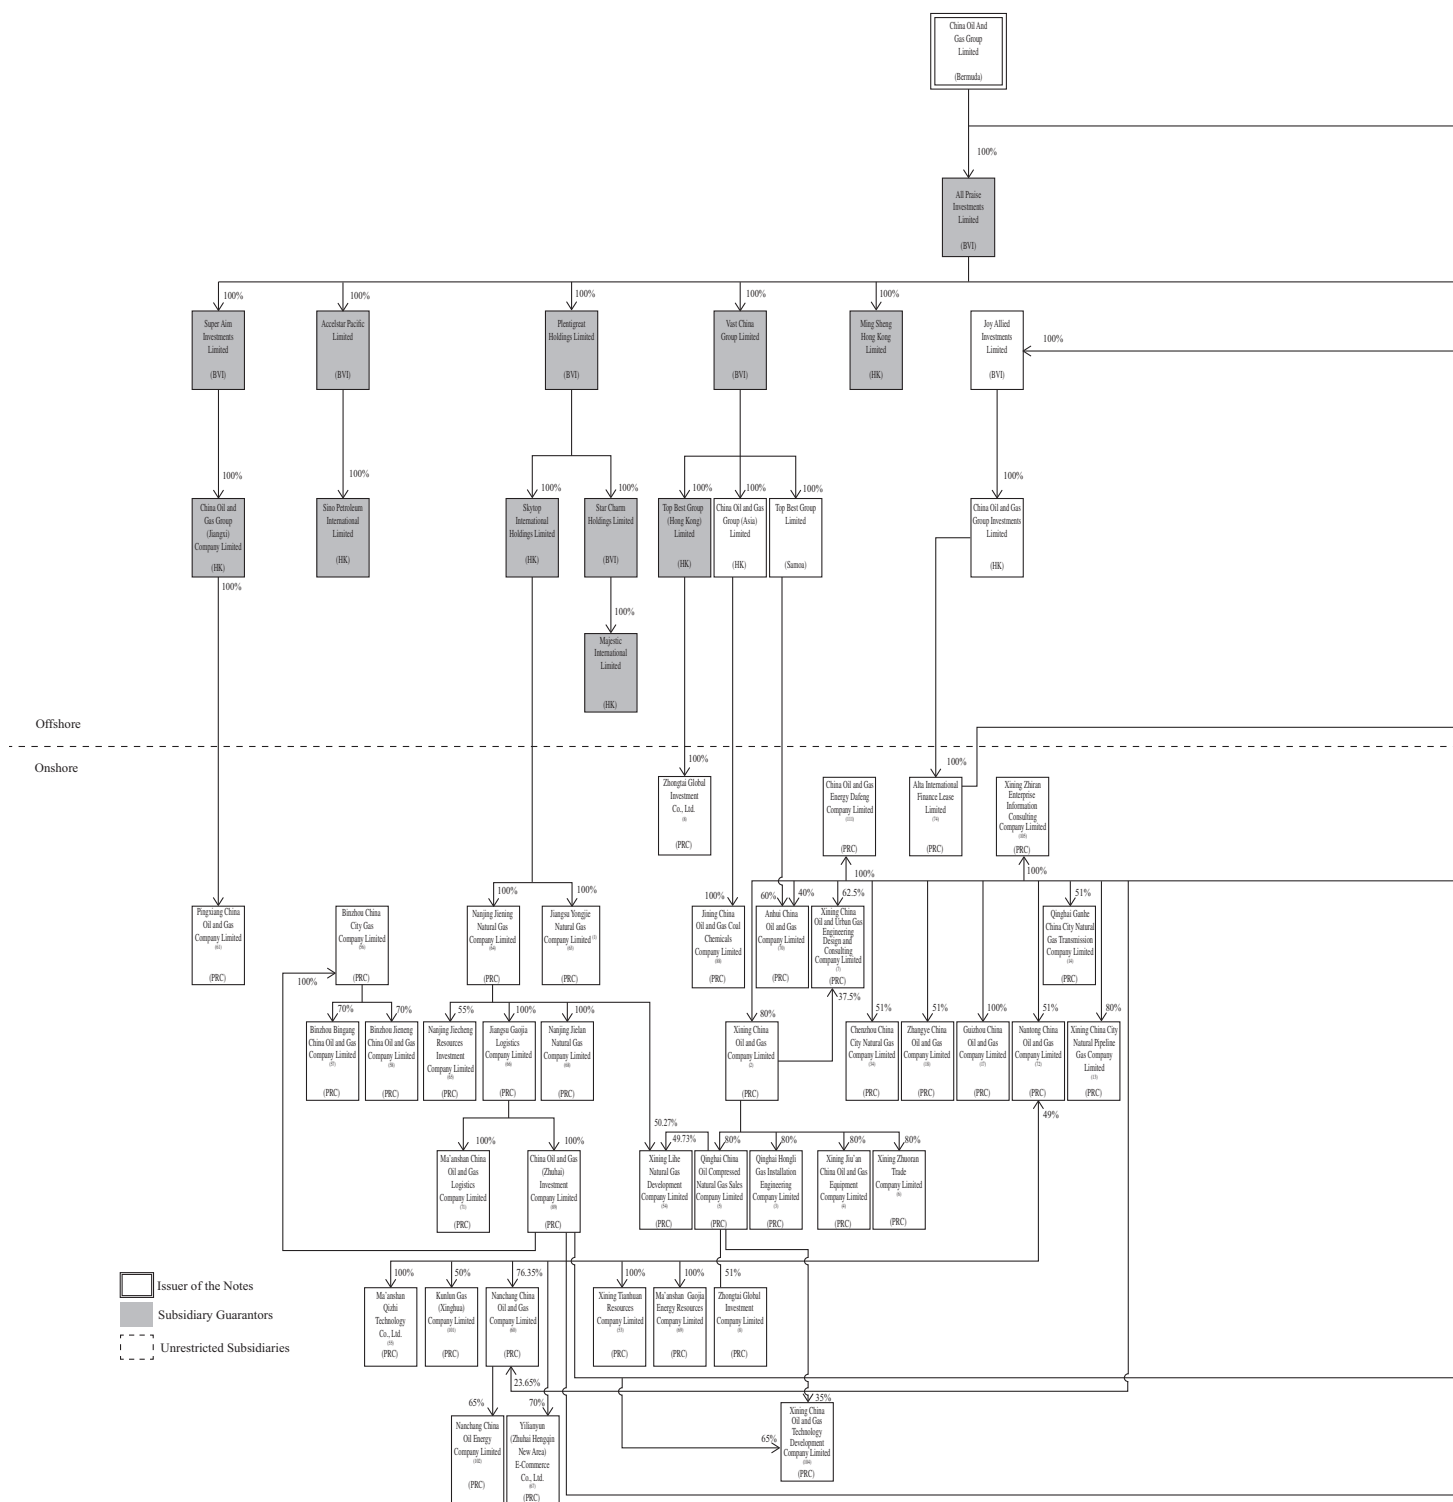 China Oil And
Gas Group
Limited
(Bermuda)
100%
All Praise
Investments
Limited
(BVI)
100%
100%
100%
100%
100%
Super Aim
Investments
Limited
(BVI)
Accelstar Pacific
Limited
(BVI)
Plentigreat
Holdings Limited
(BVI)
Vast China
Group Limited
(BVI)
Ming Sheng
Hong Kong
Limited
(HK)
Joy Allied
Investments
Limited
(BVI)
100%
100%
100%
100%
100%
100%
100%
100%
100%
China Oil and
Gas Group
(Jiangxi)
Company Limited
(HK)
Sino Petroleum
International
Limited
(HK)
Skytop
International
Holdings Limited
(HK)
Star Charm
Holdings Limited
(BVI)
Top Best Group
(Hong Kong)
Limited
(HK)
China Oil and Gas
Group (Asia)
Limited
(HK)
Top Best Group
Limited
(Samoa)
China Oil and Gas
Group Investments
Limited
(HK)
100%
100%
Majestic
International
Limited
(HK)
Offshore
Onshore
100%
100%
Zhongtai Global
Investment
Co., Ltd.
(8)
(PRC)
China Oil and Gas
Energy Dafeng
Company Limited
(PRC)
Alta International
Finance Lease
Limited
(74)
(PRC)
Xining Zhiran
Enterprise
Information
Consulting
Company Limited
(PRC)
100%
100%
100%
100%
100%
60%
40%
62.5%
51%
Pingxiang China
Oil and Gas
Company Limited
(PRC)
Binzhou China
City Gas
Company Limited
(PRC)
Nanjing Jiening
Natural Gas
Company Limited
(PRC)
Jiangsu Yongjie
Natural Gas
Company Limited
(PRC)
Jining China
Oil and Gas Coal
Chemicals
Company Limited
(PRC)
Anhui China
Oil and Gas
Company Limited
(PRC)
Xining China
Oil and Urban Gas
Engineering
Design and
Consulting
Company Limited
(7)
(PRC)
Qinghai Ganhe
China City Natural
Gas Transmission
Company Limited
(PRC)
100%
37.5%
70%
70%
55%
100%
100%
80%
51%
51%
100%
51%
80%
Binzhou Bingang
China Oil and Gas
Company Limited
(PRC)
Binzhou Jieneng
China Oil and Gas
Company Limited
(PRC)
Nanjing Jiecheng
Resources
Investment
Company Limited
(PRC)
Jiangsu Gaojia
Logistics
Company Limited
(PRC)
Nanjing Jielan
Natural Gas
Company Limited
(PRC)
Xining China
Oil and Gas
Company Limited
(2)
(PRC)
Chenzhou China
City Natural Gas
Company Limited
(PRC)
Zhangye China
Oil and Gas
Company Limited
(PRC)
Guizhou China
Oil and Gas
Company Limited
(PRC)
Nantong China
Oil and Gas
Company Limited
(PRC)
Xining China City
Natural Pipeline
Gas Company
Limited
(PRC)
49%
50.27%
49.73%
100%
100%
80%
80%
80%
80%
Ma'anshan China
Oil and Gas
Logistics
Company Limited
(PRC)
China Oil and Gas
(Zhuhai)
Investment
Company Limited
(PRC)
Xining Lihe
Natural Gas
Development
Company Limited
(PRC)
Qinghai China
Oil Compressed
Natural Gas Sales
Company Limited
(5)
(PRC)
Qinghai Hongli
Gas Installation
Engineering
Company Limited
(3)
(PRC)
Xining Jiu'an
China Oil and Gas
Equipment
Company Limited
(4)
(PRC)
Xining Zhuoran
Trade
Company Limited
(6)
(PRC)
100%
50%
76.35%
100%
100%
51%
Issuer of the Notes
Subsidiary Guarantors
Unrestricted Subsidiaries
Ma'anshan
Qizhi
Technology
Co., Ltd.
(PRC)
Kunlun Gas
(Xinghua)
Company Limited
(PRC)
Nanchang China
Oil and Gas
Company Limited
(PRC)
Xining Tianhuan
Resources
Company Limited
(PRC)
Ma'anshan Gaojia
Energy Resources
Company Limited
(PRC)
Zhongtai Global
Investment
Company Limited
(8)
(PRC)
23.65%
65%
70%
35%
65%
Nanchang China
Oil Energy
Company Limited
(PRC)
Yilianyun
(Zhuhai Hengqin
New Area)
E-Commerce
Co., Ltd.
(PRC)
Xining China
Oil and Gas
Technology
Development
Company Limited
(PRC)